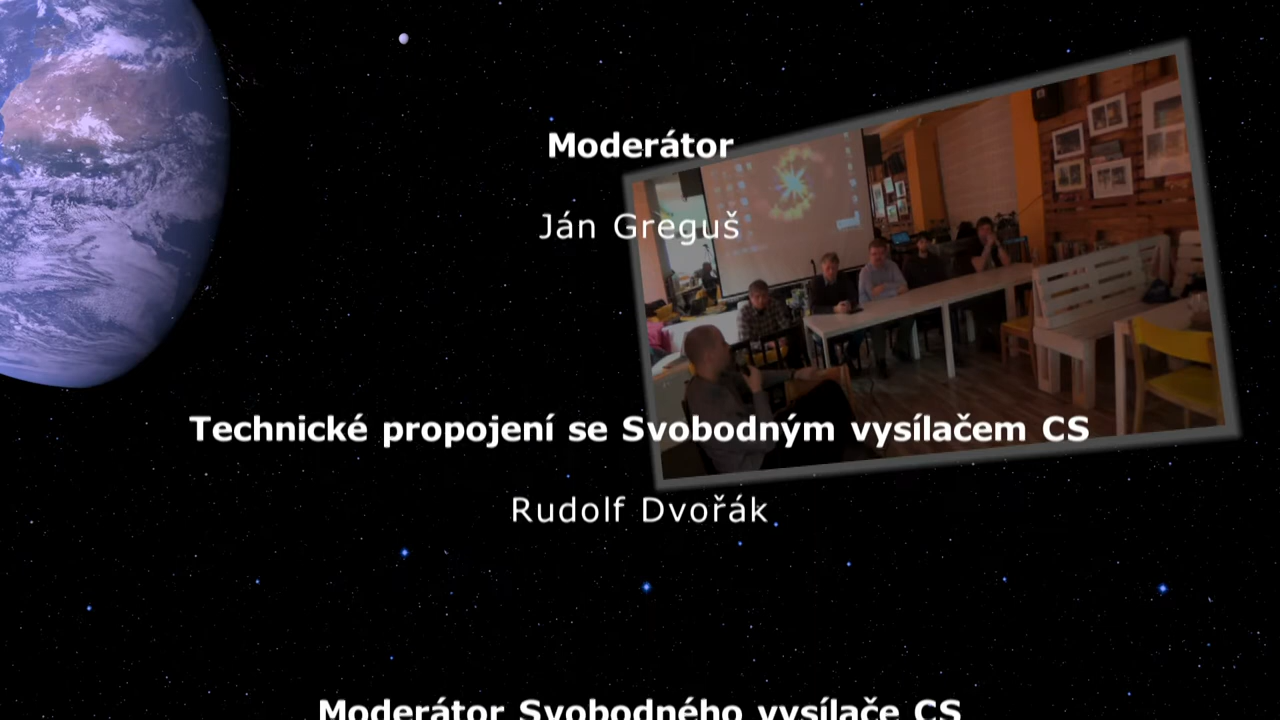 Moderátor
Ján Greguš
Technické propojení se Svobodným vysílačem CS
Rudolf Dvořák
Moderátor Svobodného vysílače CS